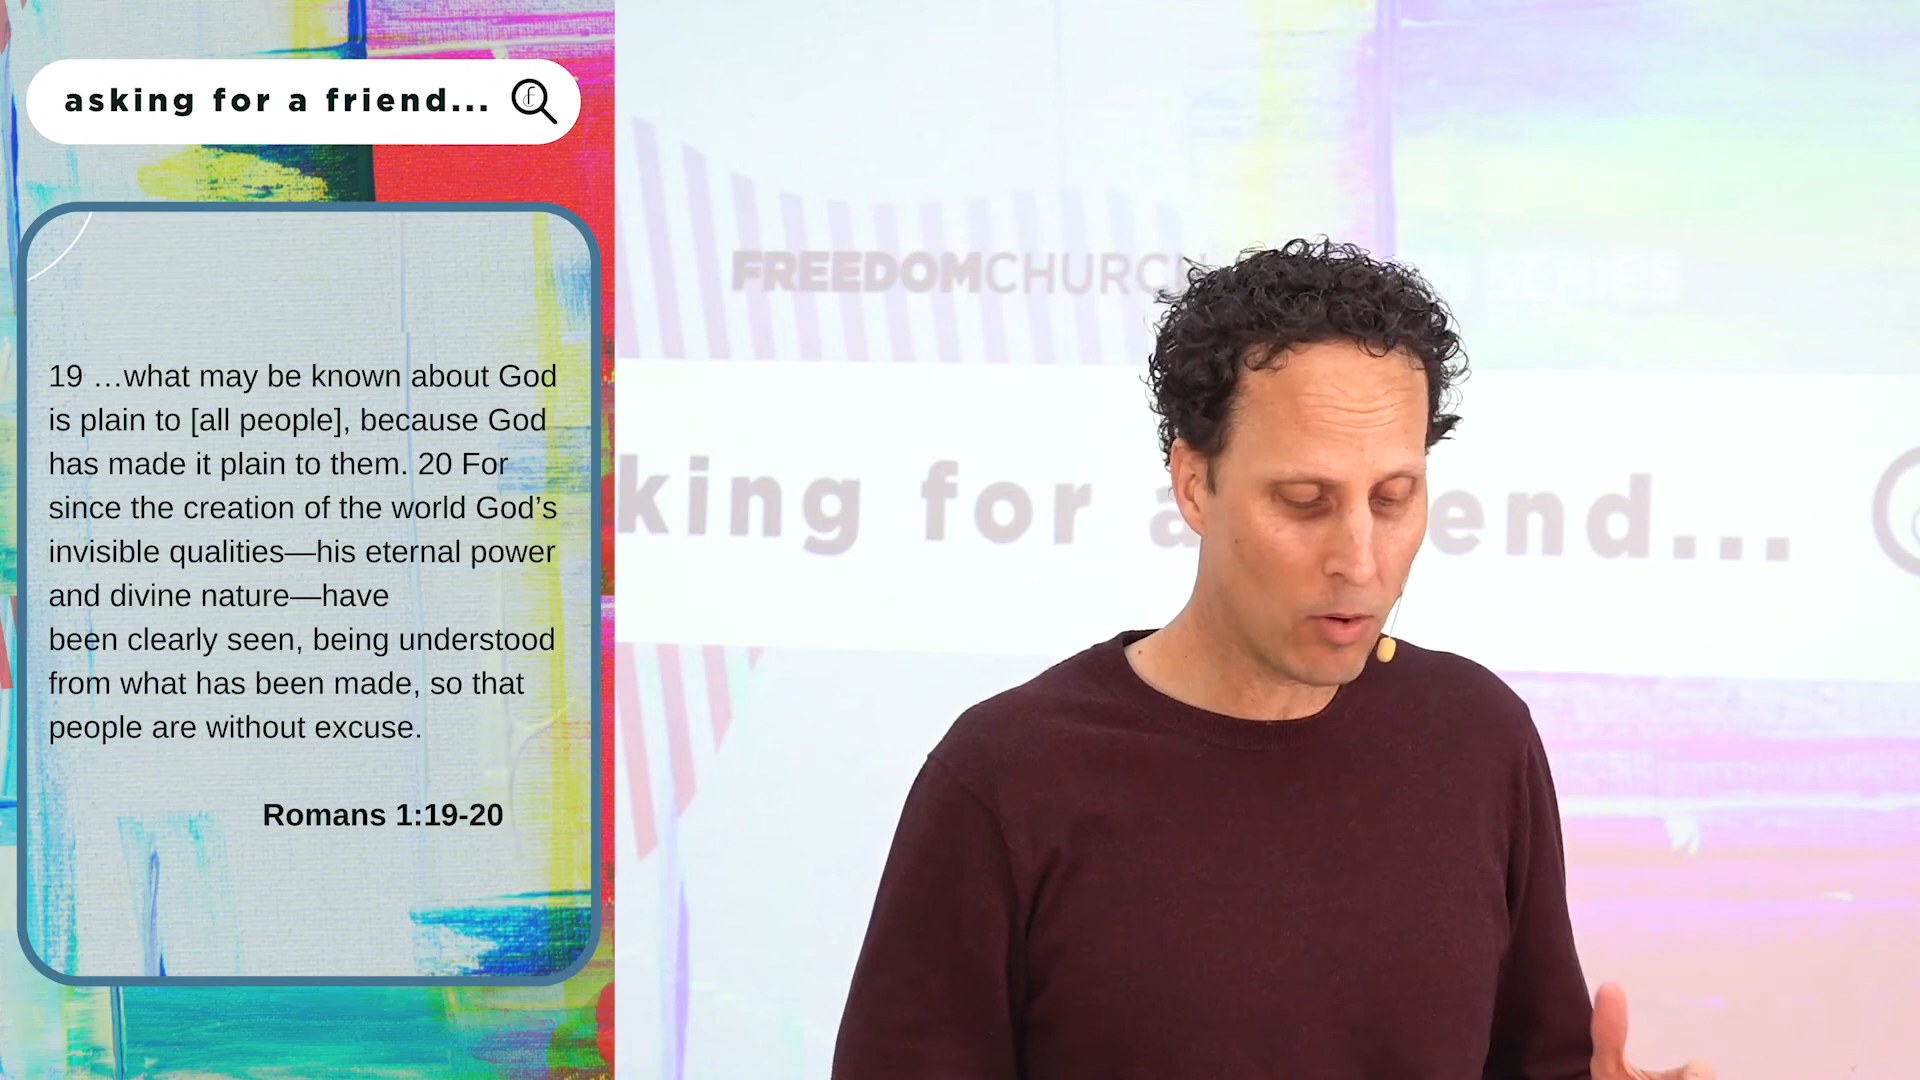 asking for a friend...
19 …what may be known about God
is plain to [all people], because God
has made it plain to them. 20 For
since the creation of the world God’s
invisible qualities—his eternal power
and divine nature—have
been clearly seen, being understood
from what has been made, so that
people are without excuse.
Romans 1:19-20
FREEDOMCHURCH SERIES
king for a end...